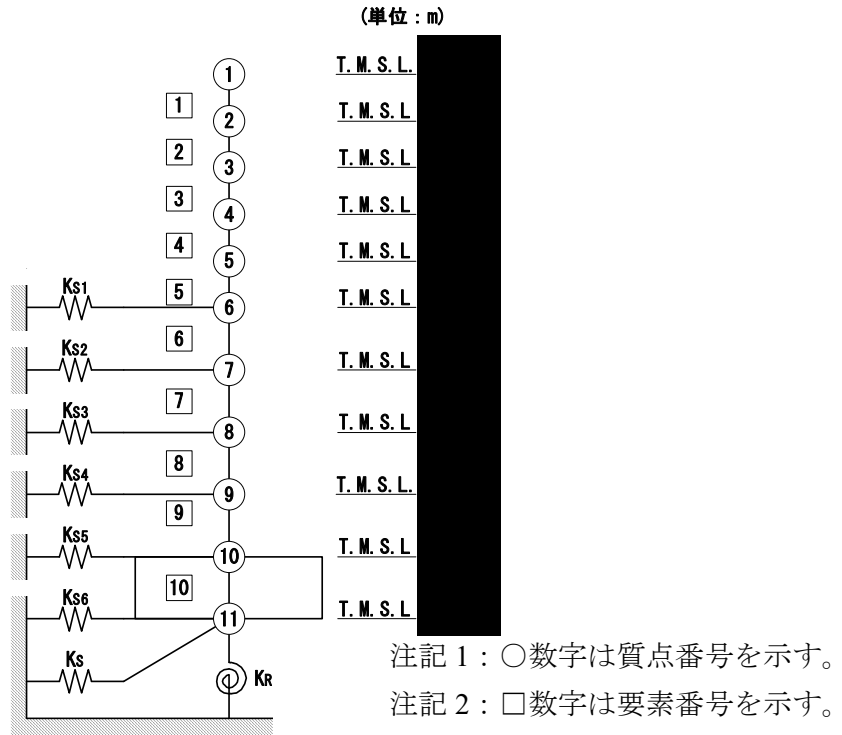 (単位：m)
① T.M.S.L.
1
② T.M.S.L
2
③ T.M.S.L
3
④ T.M.S.L
4
⑤ T.M.S.L
KS1 5 ⑥ T.M.S.L
6
KS2 ⑦ T.M.S.L
7
KS3 ⑧ T.M.S.L
8
KS4 ⑨ T.M.S.L.
9
KS5 ⑩ T.M.S.L
10
KS6 ⑪ T.M.S.L
KS KR
注記 1：○数字は質点番号を示す。
注記 2：□数字は要素番号を示す。